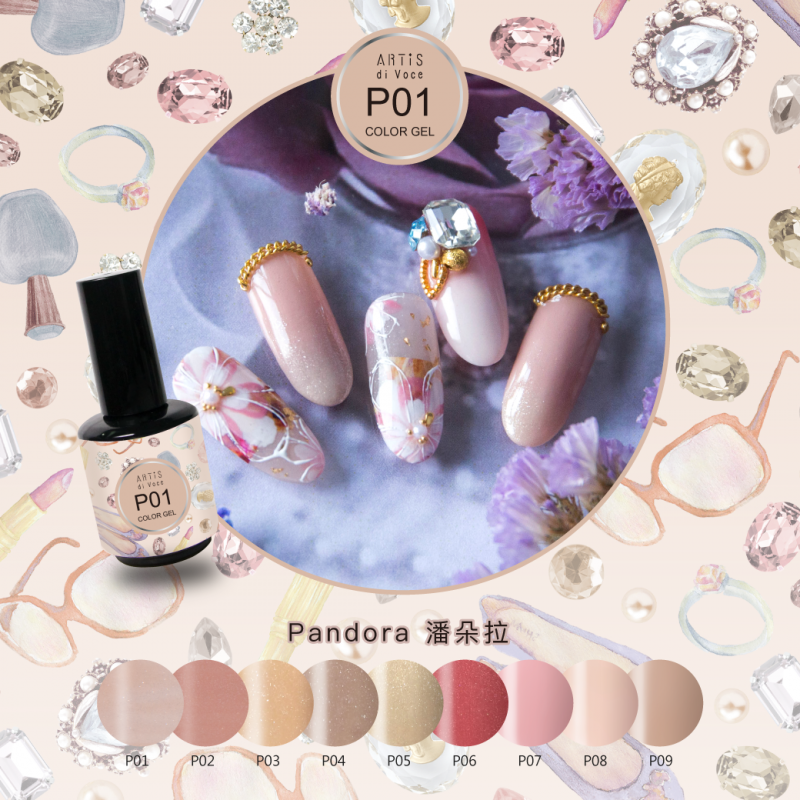 ARTiS
di Voce
P01
COLOR GEL
ARTiS
di Voce
P01
COLOR GEL
Pandora 潘朵拉
P01 P02 P03 P04 P05 P06 P07 P08 P09